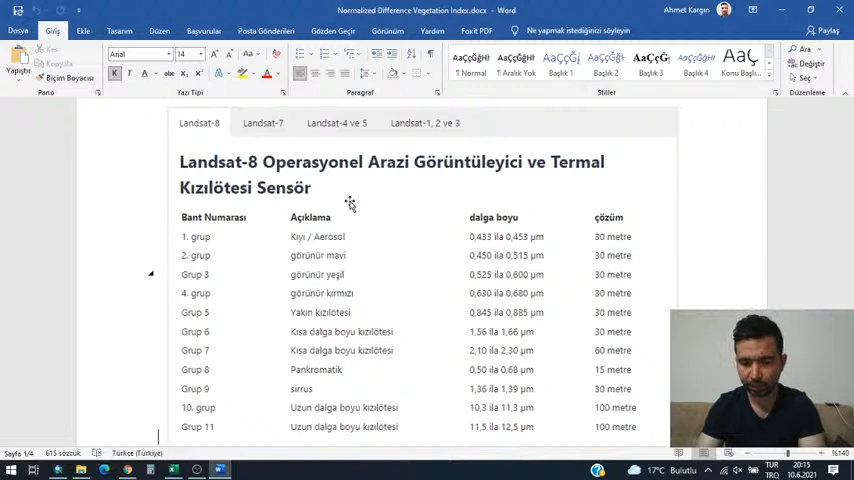 Normalized Difference Vegetation Index.docx - Word
Ahmet Kargın
Dosya Giriş Ekle Tasarım Düzen Başvurular Posta Gönderileri Gözden Geçir Görünüm Yardım Foxit PDF Ne yapmak istediğinizi söyleyin Paylaş
Yapıştır
Kes
Kopyala
Biçim Boyacısı
Arial 14
AaÇçĞğHł AaÇçĞğHł AaÇçĞğ AaÇçĞğ AaÇçĞ AaÇçĞğ AaÇ
¶ Normal ¶ Aralık Yok Başlık 1 Başlık 2 Başlık 3 Başlık 4 Konu Başlı...
Ara
Değiştir
Seç
Pano Yazı Tipi Paragraf Stiller Düzenleme
Landsat-8 Landsat-7 Landsat-4 ve 5 Landsat-1, 2 ve 3
Landsat-8 Operasyonel Arazi Görüntüleyici ve Termal
Kızılötesi Sensör
Bant Numarası Açıklama dalga boyu çözüm
1. grup Kıyı / Aerosol 0,433 ila 0,453 µm 30 metre
2. grup görünür mavi 0,450 ila 0,515 µm 30 metre
Grup 3 görünür yeşil 0,525 ila 0,600 µm 30 metre
4. grup görünür kırmızı 0,630 ila 0,680 µm 30 metre
Grup 5 Yakın kızılötesi 0,845 ila 0,885 µm 30 metre
Grup 6 Kısa dalga boyu kızılötesi 1,56 ila 1,66 µm 30 metre
Grup 7 Kısa dalga boyu kızılötesi 2,10 ila 2,30 µm 60 metre
Grup 8 Pankromatik 0,50 ila 0,68 µm 15 metre
Grup 9 sirrus 1,36 ila 1,39 µm 30 metre
10. grup Uzun dalga boyu kızılötesi 10,3 ila 11,3 µm 100 metre
Grup 11 Uzun dalga boyu kızılötesi 11,5 ila 12,5 µm 100 metre
Sayfa 1/4 615 sözcük Türkçe (Türkiye) %140
17°C Bulutlu TUR 20:15
TRQ 10.6.2021